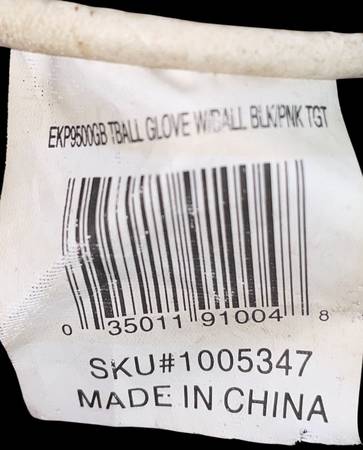 EKP9500GB TBALL GLOVE W/BALL BLK/PNK TGT
0 35011 91004 8
SKU#1005347
MADE IN CHINA